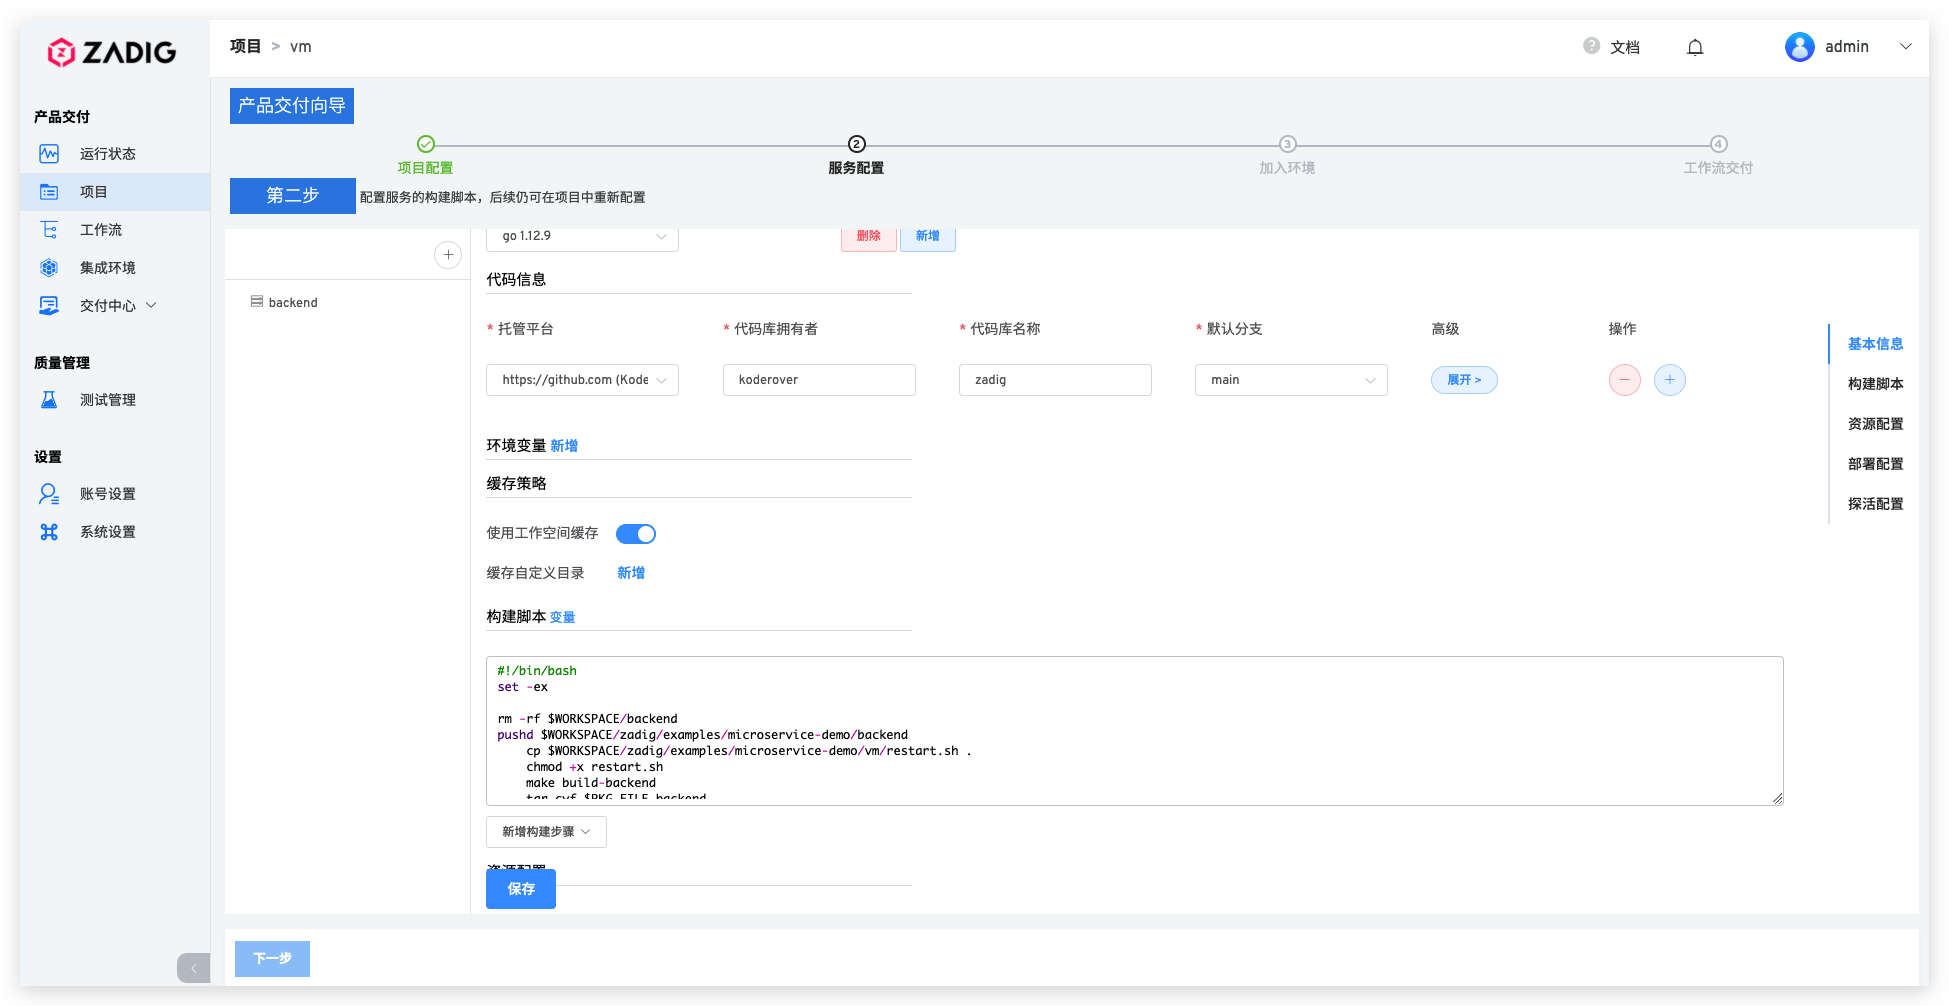 ZADIG
项目 > vm
? 文档
admin
产品交付
运行状态
项目
工作流
集成环境
交付中心
质量管理
测试管理
设置
账号设置
系统设置
产品交付向导
2
3
4
项目配置
服务配置
加入环境
工作流交付
第二步 配置服务的构建脚本，后续仍可在项目中重新配置
+
backend
go 1.12.9
删除
新增
代码信息
* 托管平台
* 代码库拥有者
* 代码库名称
* 默认分支
高级
操作
https://github.com (Kode
koderover
zadig
main
展开 >
环境变量 新增
缓存策略
使用工作空间缓存
缓存自定义目录 新增
构建脚本 变量
#!/bin/bash
set -ex
rm -rf $WORKSPACE/backend
pushd $WORKSPACE/zadig/examples/microservice-demo/backend
cp $WORKSPACE/zadig/examples/microservice-demo/vm/restart.sh .
chmod +x restart.sh
make build-backend
tar cvf $PKG_FILE backend
新增构建步骤
资源配置
保存
基本信息
构建脚本
资源配置
部署配置
探活配置
下一步